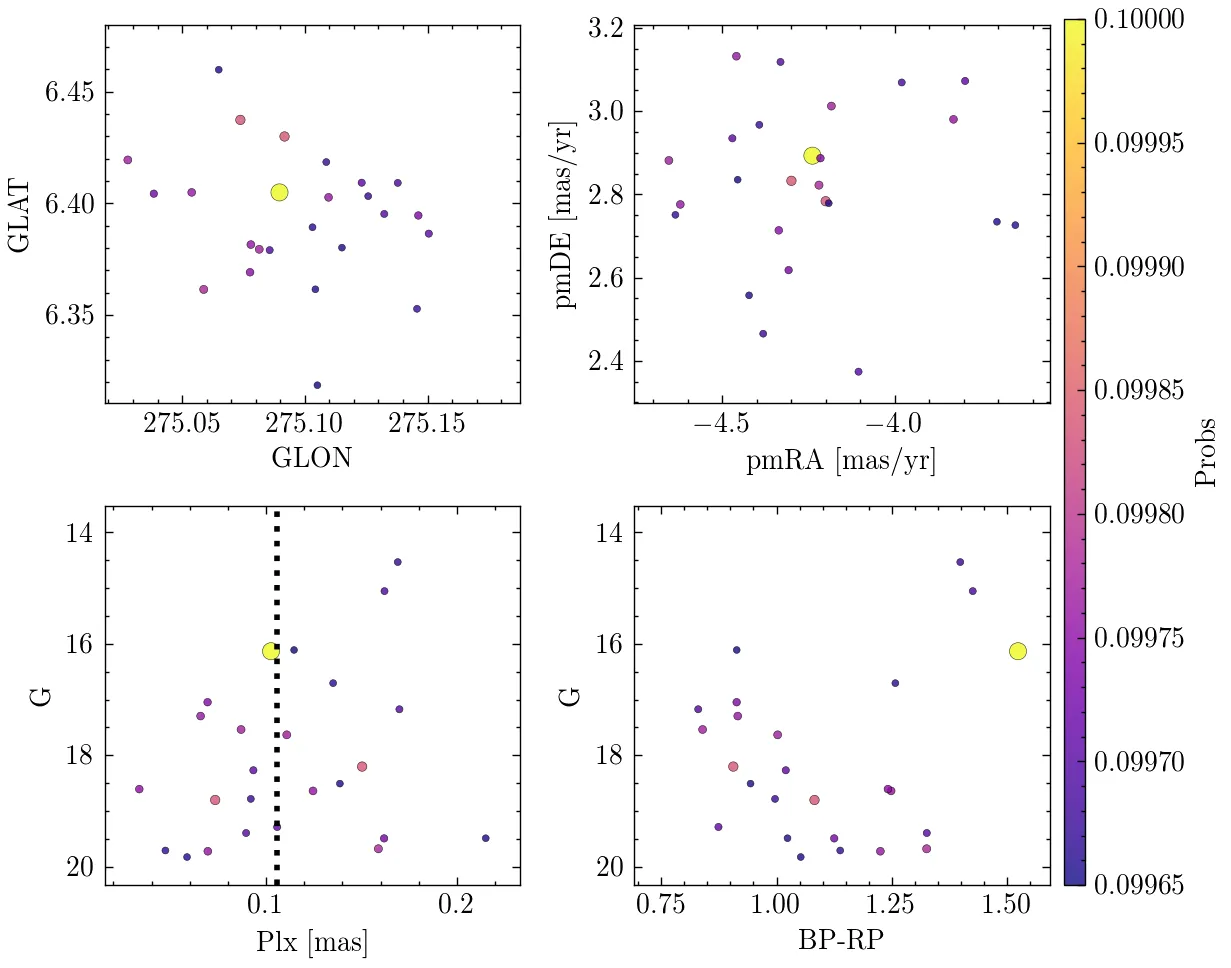 6.45
6.40
6.35
GLAT
275.05 275.10 275.15
GLON
3.2
3.0
2.8
2.6
2.4
pmDE [mas/yr]
−4.5 −4.0
pmRA [mas/yr]
14
16
18
20
G
0.1 0.2
Plx [mas]
14
16
18
20
G
0.75 1.00 1.25 1.50
BP-RP
0.10000
0.09995
0.09990
0.09985
0.09980
0.09975
0.09970
0.09965
Probs